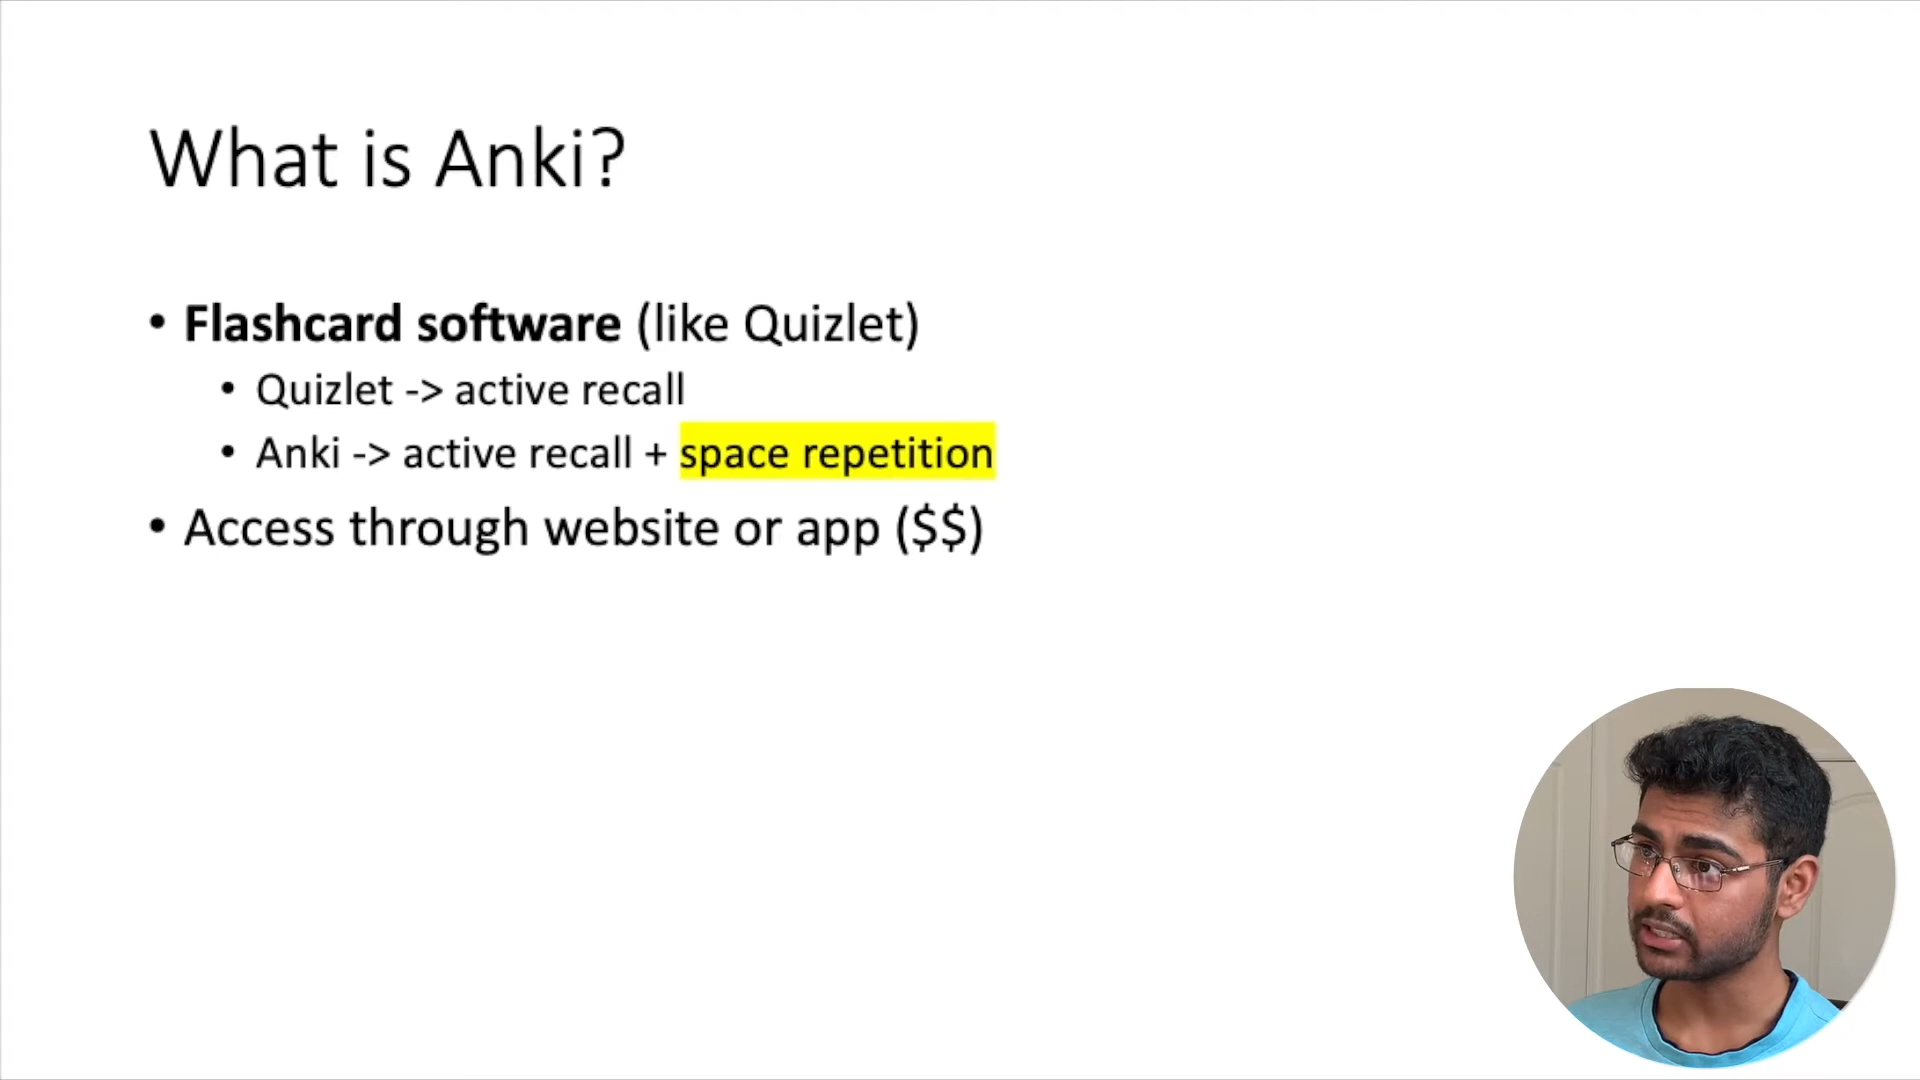 What is Anki?
• Flashcard software (like Quizlet)
• Quizlet -> active recall
• Anki -> active recall + space repetition
• Access through website or app ($$)